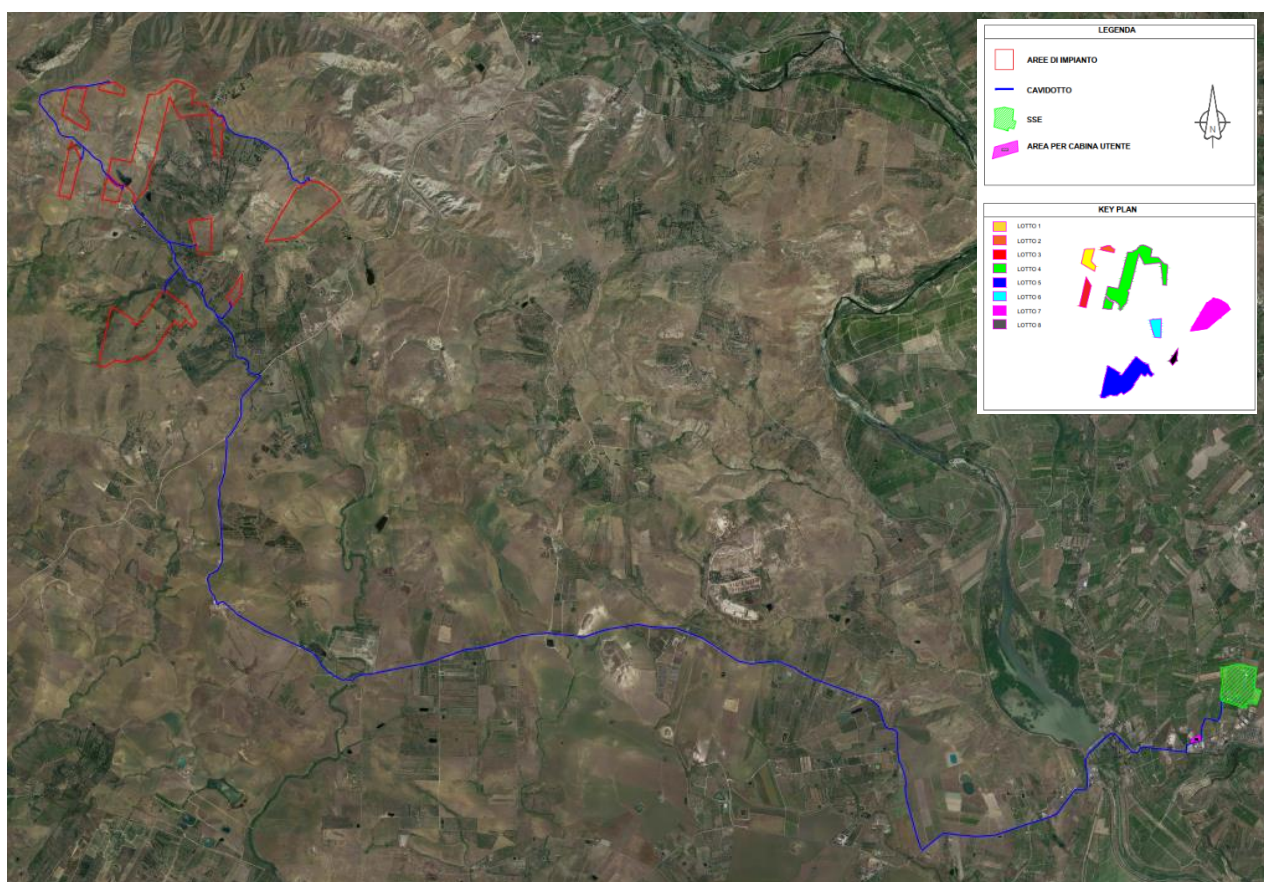 LEGENDA
AREE DI IMPIANTO
CAVIDOTTO
N
SSE
AREA PER CABINA UTENTE
KEY PLAN
LOTTO 1
LOTTO 2
LOTTO 3
LOTTO 4
LOTTO 5
LOTTO 6
LOTTO 7
LOTTO 8